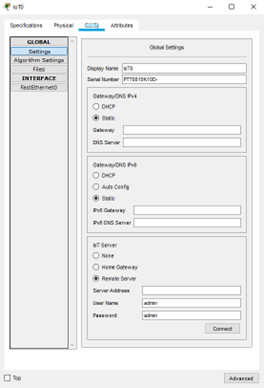 IoT0
Specifications Physical Config Attributes
GLOBAL
Settings
Algorithm Settings
Files
INTERFACE
FastEthernet0
Global Settings
Display Name IoT0
Serial Number
Gateway/DNS IPv4
DHCP
Static
Gateway
DNS Server
Gateway/DNS IPv6
DHCP
Auto Config
Static
IPv6 Gateway
IPv6 DNS Server
IoT Server
None
Home Gateway
Remote Server
Server Address
User Name admin
Password admin
Connect
Top Advanced